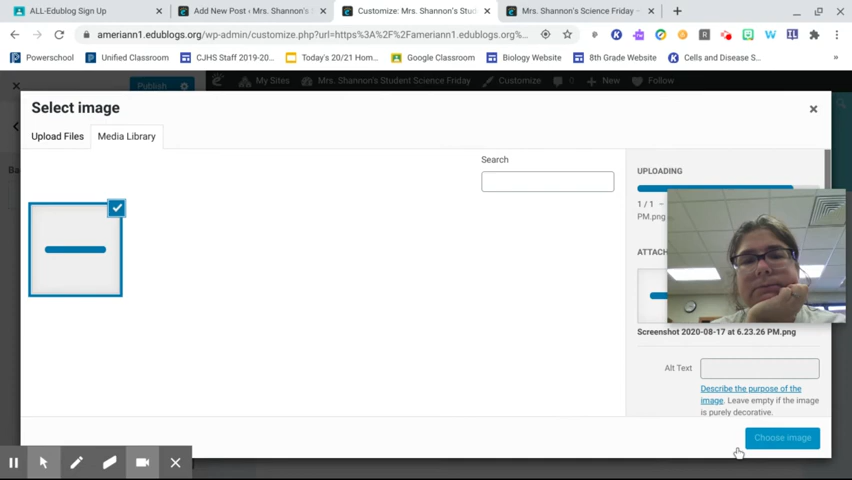 ALL-Edublog Sign Up
Add New Post ‹ Mrs. Shannon's S
Customize: Mrs. Shannon's Stude
Mrs. Shannon's Science Friday –
ameriann1.edublogs.org/wp-admin/customize.php?url=https%3A%2F%2Fameriann1.edublogs.org%
Powerschool
Unified Classroom
CJHS Staff 2019-20...
Today's 20/21 Hom...
Google Classroom
Biology Website
8th Grade Website
Cells and Disease S...
Publish
My Sites
Mrs. Shannon's Student Science Friday
Customize
0
New
Follow
Select image
Upload Files
Media Library
Search
UPLOADING
1 / 1 –
PM.png
ATTACH
Screenshot 2020-08-17 at 6.23.26 PM.png
Alt Text
Describe the purpose of the
image. Leave empty if the image
is purely decorative.
Choose image